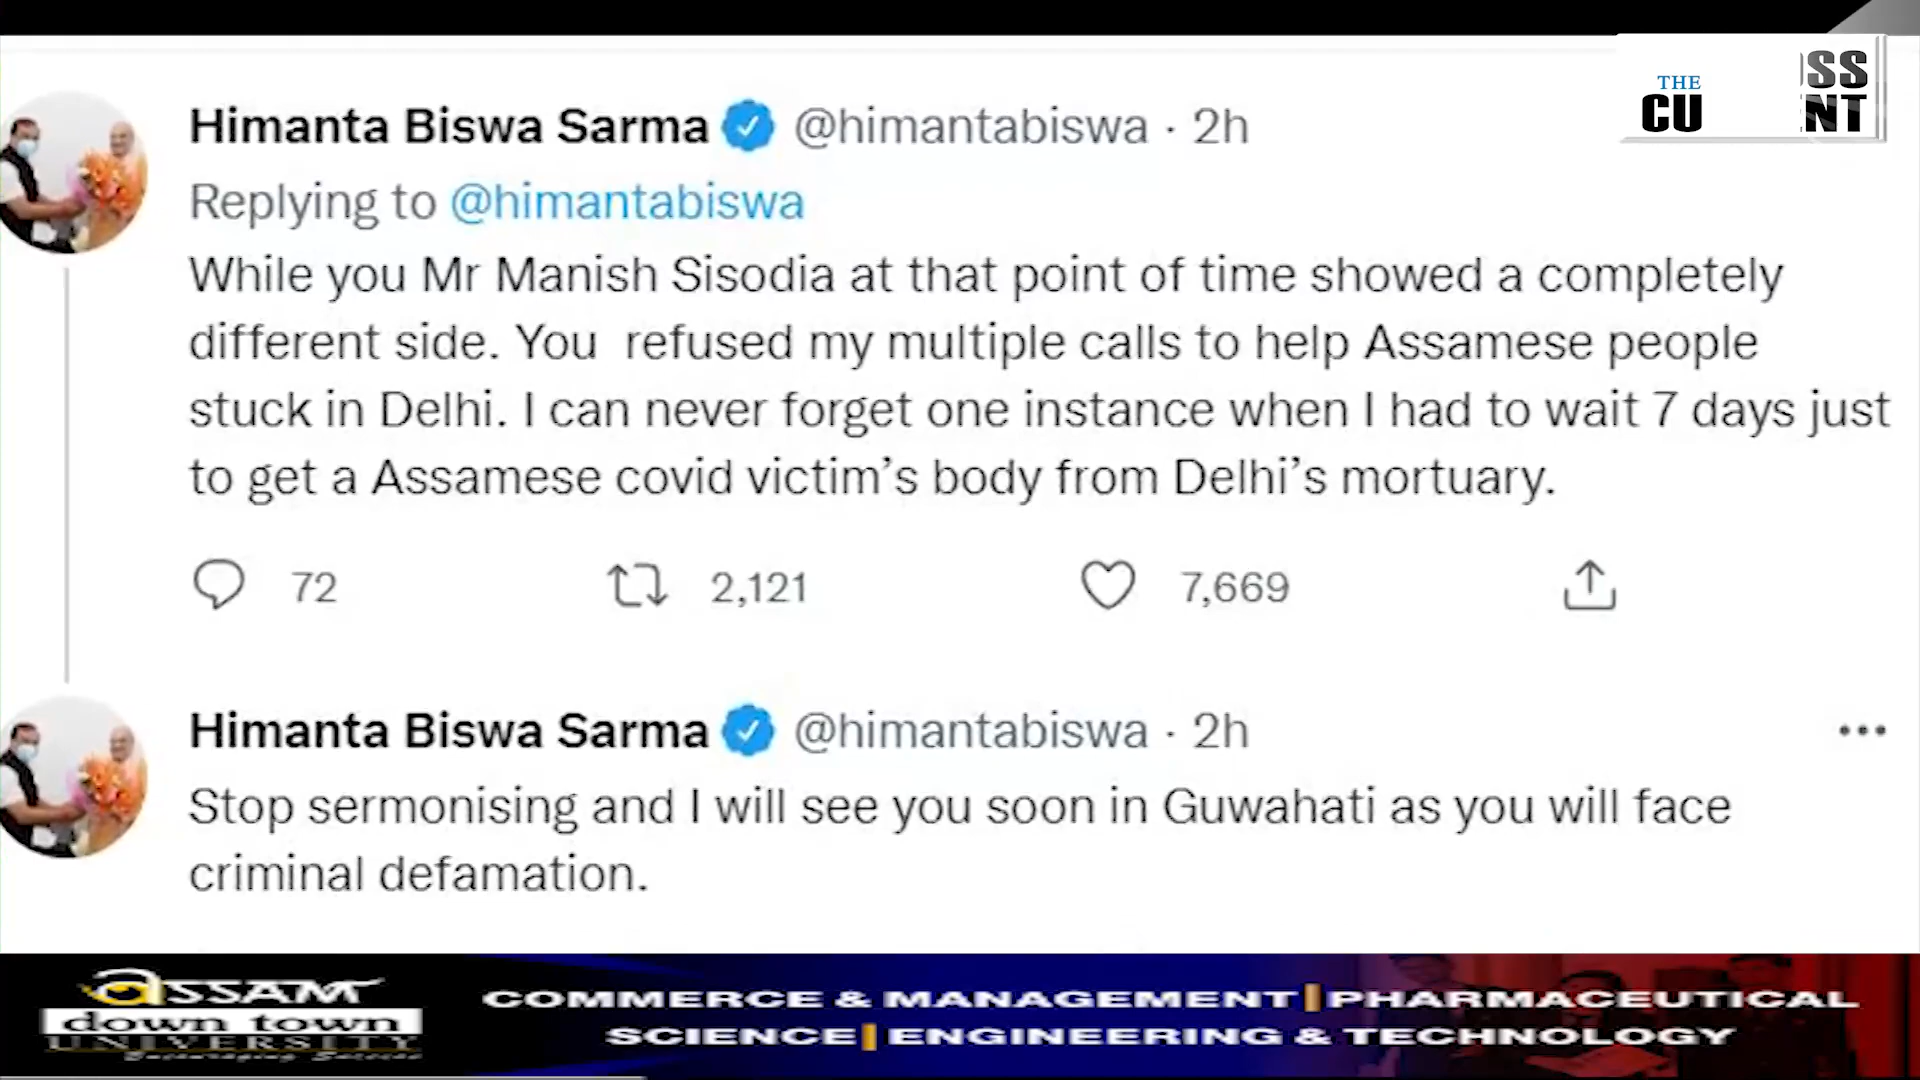 THE
CU SS
NT
Himanta Biswa Sarma @himantabiswa · 2h
Replying to @himantabiswa
While you Mr Manish Sisodia at that point of time showed a completely
different side. You  refused my multiple calls to help Assamese people
stuck in Delhi. I can never forget one instance when I had to wait 7 days just
to get a Assamese covid victim’s body from Delhi’s mortuary.
72 2,121 7,669
Himanta Biswa Sarma @himantabiswa · 2h
Stop sermonising and I will see you soon in Guwahati as you will face
criminal defamation.
assam
down town
UNIVERSITY
COMMERCE & MANAGEMENT | PHARMACEUTICAL
SCIENCE | ENGINEERING & TECHNOLOGY